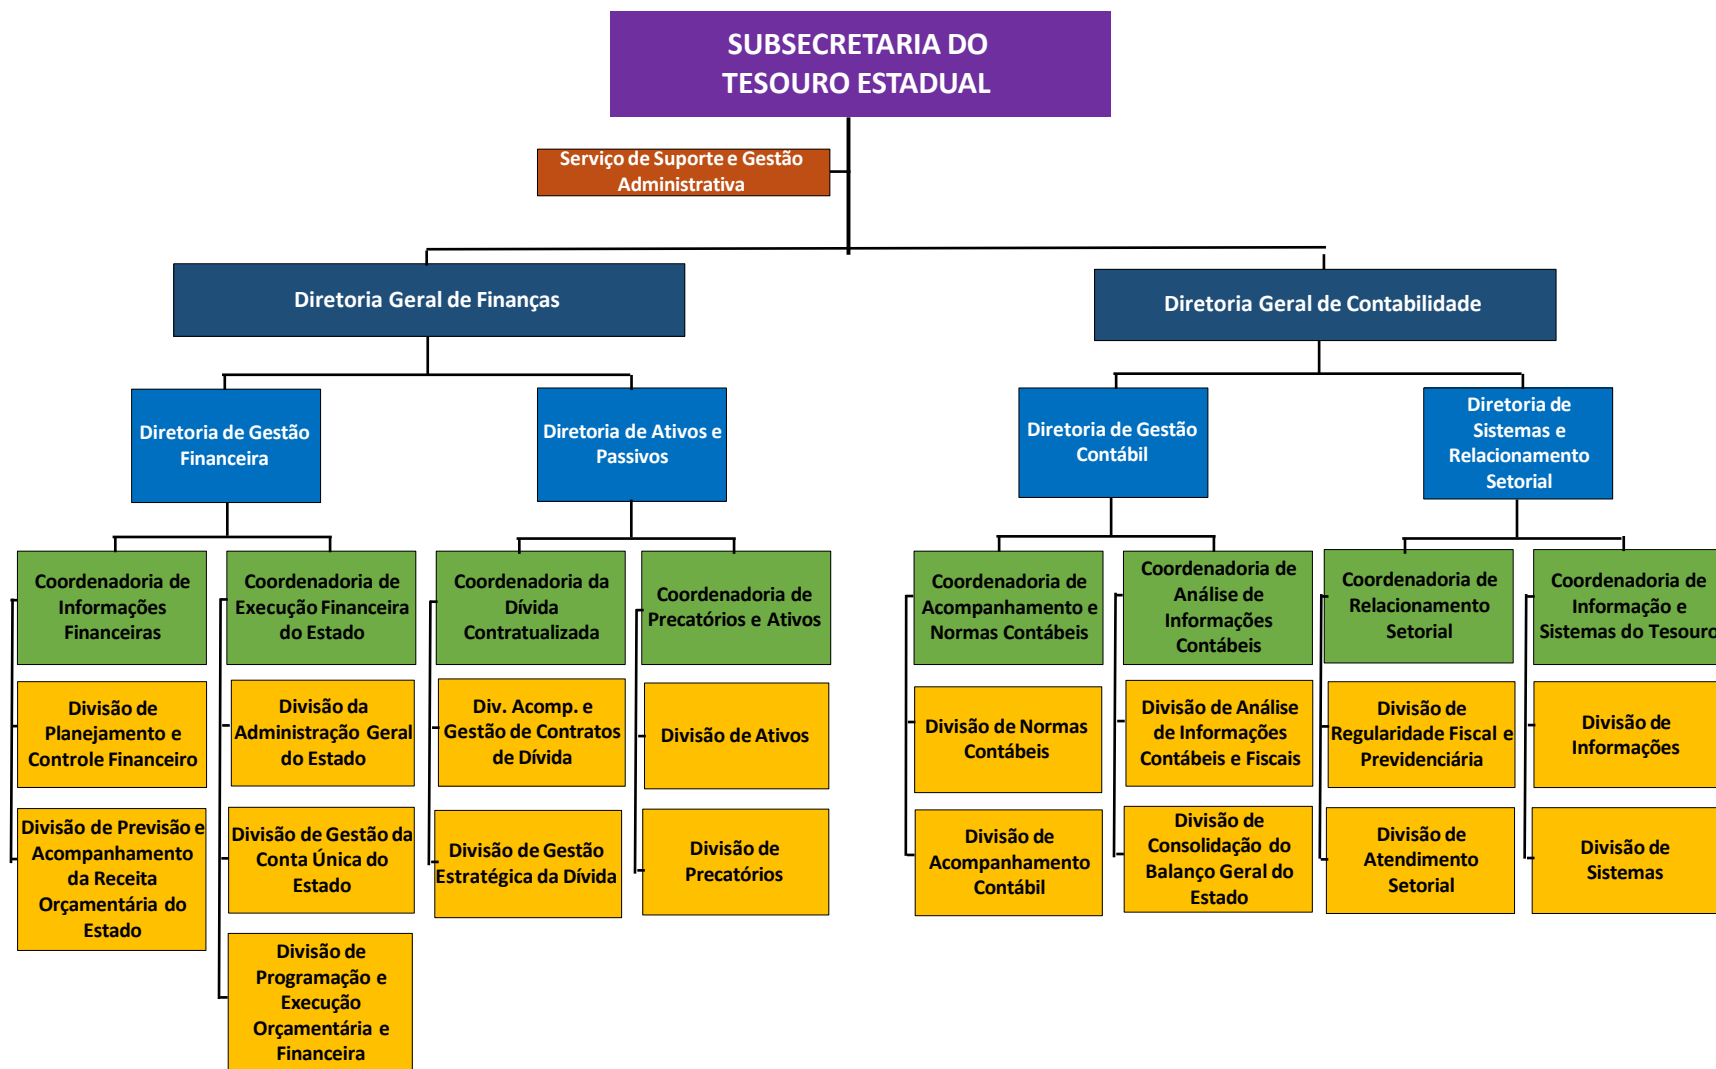 SUBSECRETARIA DO
TESOURO ESTADUAL
Serviço de Suporte e Gestão
Administrativa
Diretoria Geral de Finanças
Diretoria Geral de Contabilidade
Diretoria de Gestão
Financeira
Diretoria de Ativos e
Passivos
Diretoria de Gestão
Contábil
Diretoria de
Sistemas e
Relacionamento
Setorial
Coordenadoria de
Informações
Financeiras
Coordenadoria de
Execução Financeira
do Estado
Coordenadoria da
Dívida
Contratualizada
Coordenadoria de
Precatórios e Ativos
Coordenadoria de
Acompanhamento e
Normas Contábeis
Coordenadoria de
Análise de
Informações
Contábeis
Coordenadoria de
Relacionamento
Setorial
Coordenadoria de
Informação e
Sistemas do Tesouro
Divisão de
Planejamento e
Controle Financeiro
Divisão da
Administração Geral
do Estado
Div. Acomp. e
Gestão de Contratos
de Dívida
Divisão de Ativos
Divisão de Normas
Contábeis
Divisão de Análise
de Informações
Contábeis e Fiscais
Divisão de
Regularidade Fiscal e
Previdenciária
Divisão de
Informações
Divisão de Previsão e
Acompanhamento
da Receita
Orçamentária do
Estado
Divisão de Gestão da
Conta Única do
Estado
Divisão de Gestão
Estratégica da Dívida
Divisão de
Precatórios
Divisão de
Acompanhamento
Contábil
Divisão de
Consolidação do
Balanço Geral do
Estado
Divisão de
Atendimento
Setorial
Divisão de
Sistemas
Divisão de
Programação e
Execução
Orçamentária e
Financeira